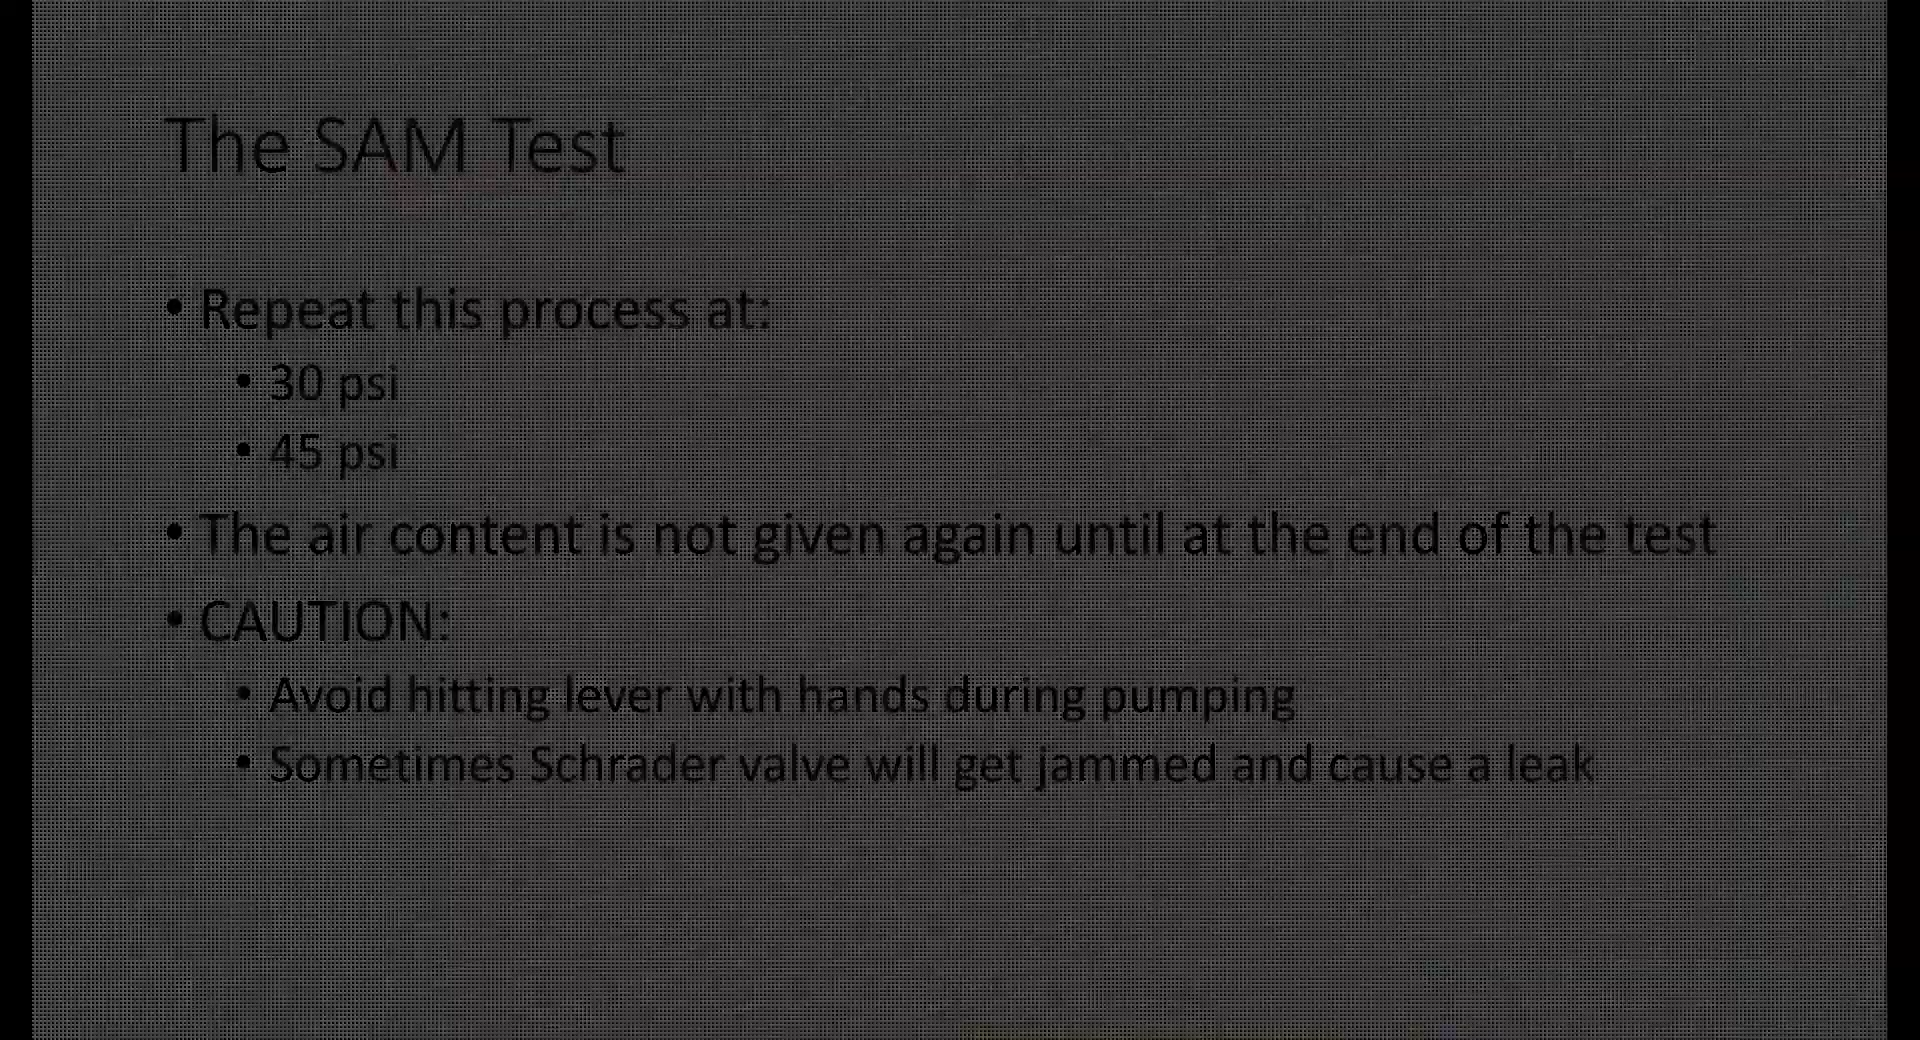 The SAM Test
• Repeat this process at:
• 30 psi
• 45 psi
• The air content is not given again until at the end of the test
• CAUTION:
• Avoid hitting lever with hands during pumping
• Sometimes Schrader valve will get jammed and cause a leak